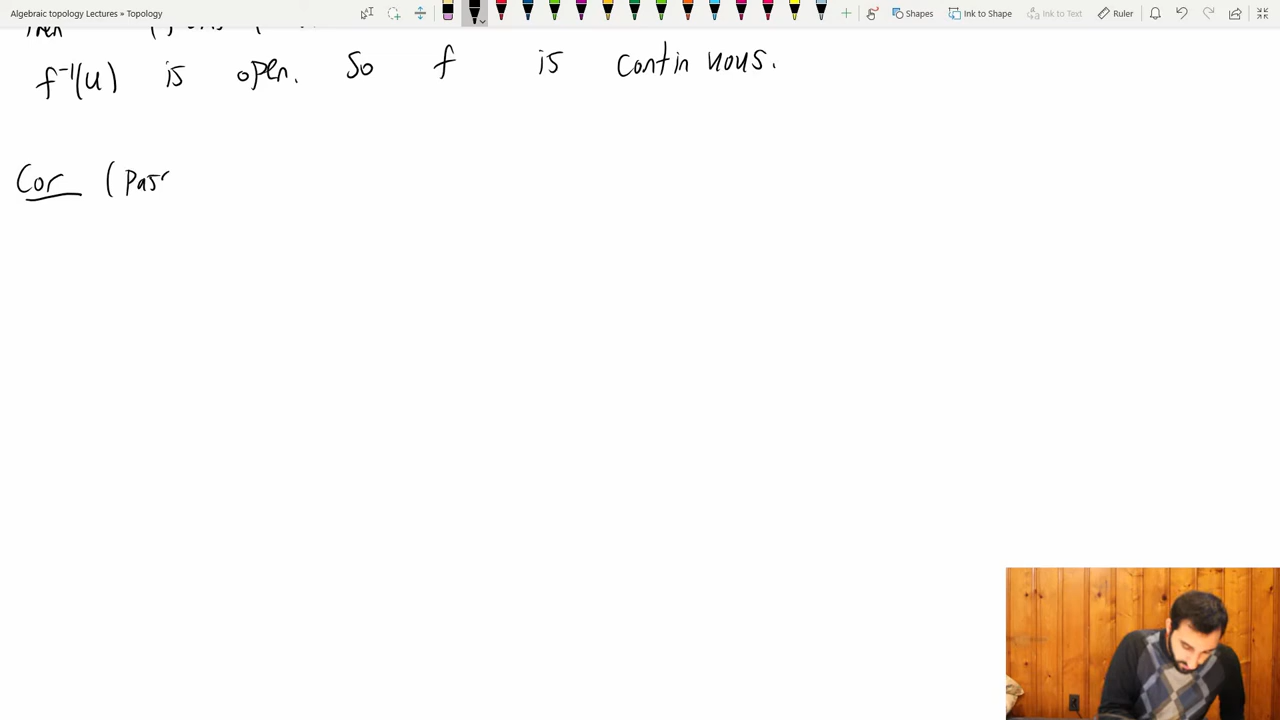 Algebraic topology Lectures » Topology
Shapes Ink to Shape Ink to Text Ruler
Then
f⁻¹(u) is open. So f is continuous.
Cor (pas